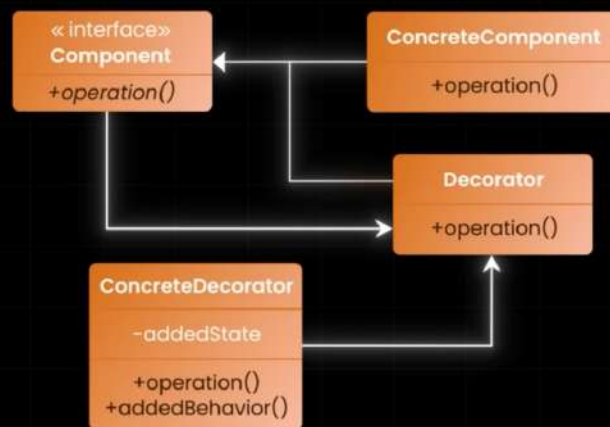 « interface»
Component
+operation()
ConcreteComponent
+operation()
Decorator
+operation()
ConcreteDecorator
-addedState
+operation()
+addedBehavior()